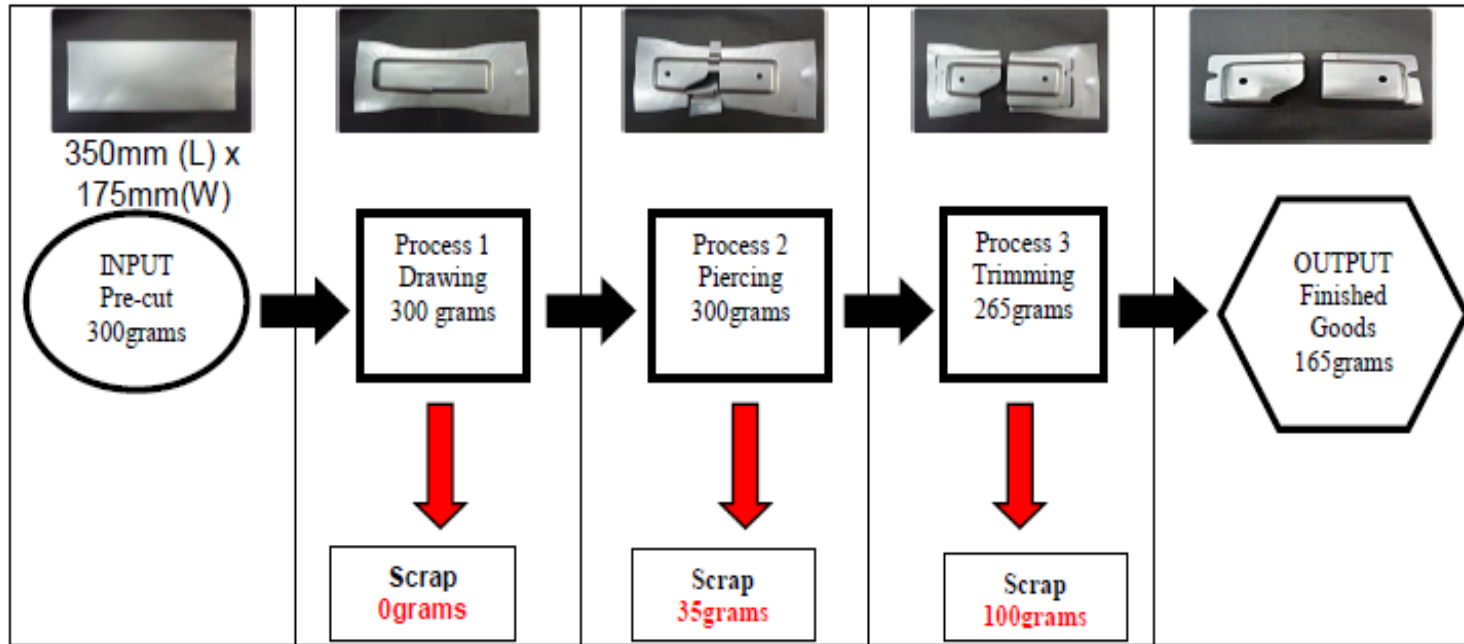 350mm (L) x
175mm(W)
INPUT
Pre-cut
300grams
Process 1
Drawing
300 grams
Process 2
Piercing
300grams
Process 3
Trimming
265grams
OUTPUT
Finished
Goods
165grams
Scrap
0grams
Scrap
35grams
Scrap
100grams